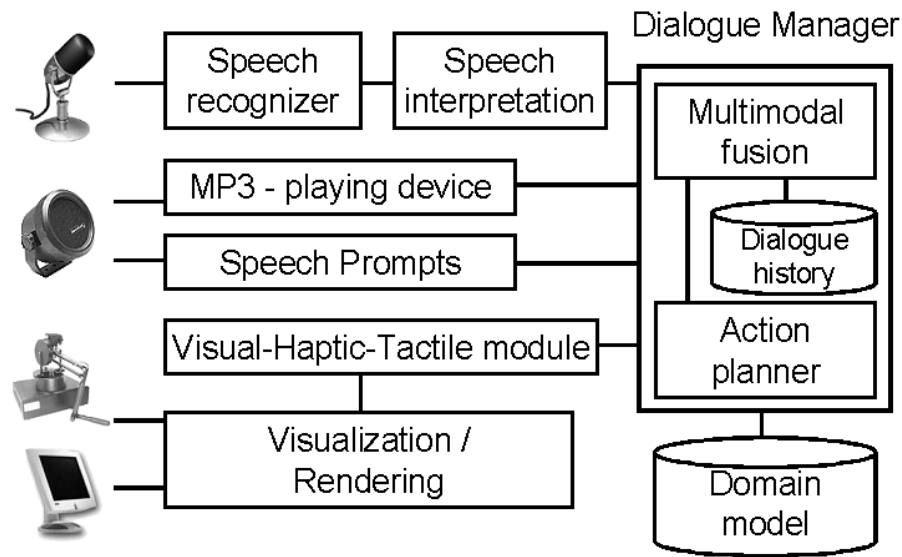 Dialogue Manager
Speech
recognizer
Speech
interpretation
Multimodal
fusion
MP3 - playing device
Dialogue
history
Speech Prompts
Visual-Haptic-Tactile module
Action
planner
Visualization /
Rendering
Domain
model